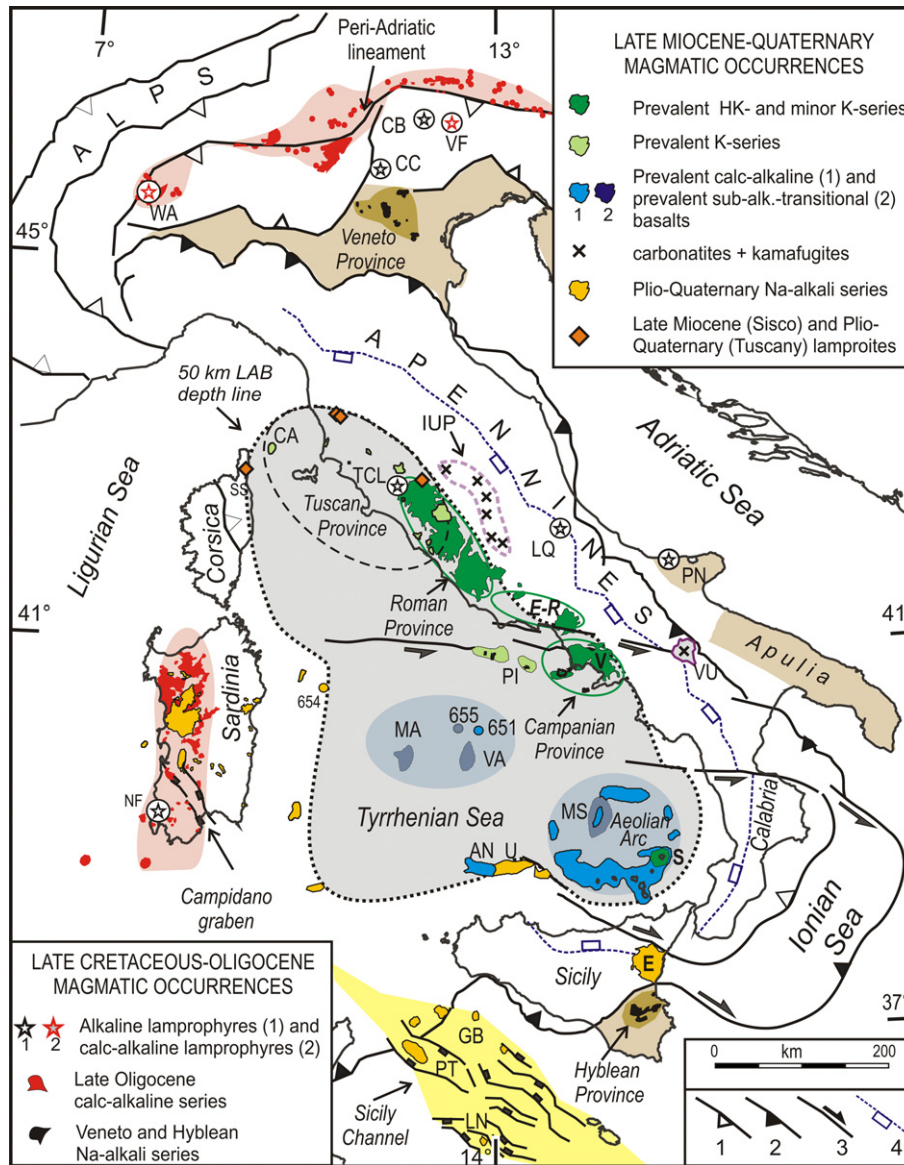 7°
13°
Peri-Adriatic
lineament
ALPS
CB
VF
CC
WA
45°
Veneto
Province
LATE MIOCENE-QUATERNARY
MAGMATIC OCCURRENCES
Prevalent HK- and minor K-series
Prevalent K-series
Prevalent calc-alkaline (1) and
prevalent sub-alk.-transitional (2)
basalts
1 2
carbonatites + kamafugites
Plio-Quaternary Na-alkali series
Late Miocene (Sisco) and Plio-
Quaternary (Tuscany) lamproites
APENNINES
50 km LAB
depth line
IUP
CA
TCL
SS
Tuscan
Province
Ligurian Sea
Corsica
Adriatic Sea
LQ
PN
Roman
Province
E-R
41°
41
Apulia
V
VU
PI
Campanian
Province
Sardinia
654
655
651
MA
VA
NF
Tyrrhenian Sea
MS
Aeolian
Arc
S
Calabria
AN
U
Campidano
graben
Ionian
Sea
E
Sicily
37°
Hyblean
Province
GB
PT
Sicily
Channel
LN
14°
LATE CRETACEOUS-OLIGOCENE
MAGMATIC OCCURRENCES
Alkaline lamprophyres (1) and
calc-alkaline lamprophyres (2)
1 2
Late Oligocene
calc-alkaline series
Veneto and Hyblean
Na-alkali series
0 km 200
1 2 3 4